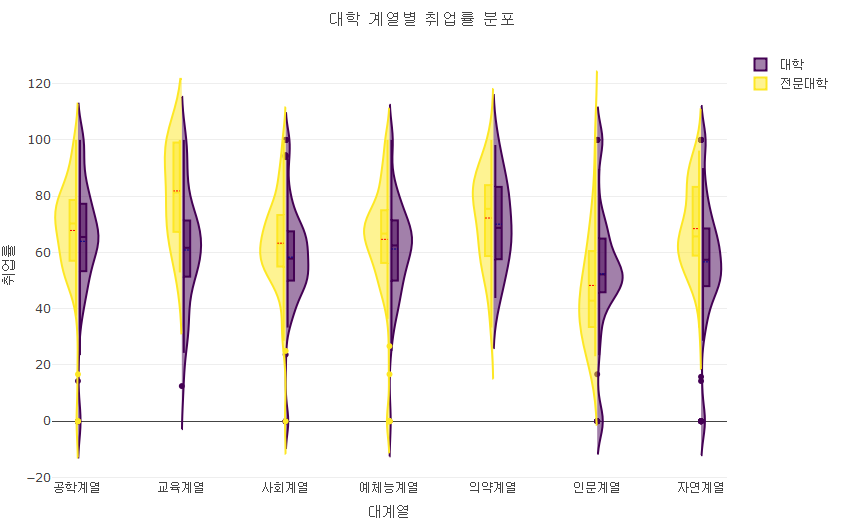 대학 계열별 취업률 분포
대학
전문대학
120
100
80
60
40
20
0
−20
취업률
공학계열
교육계열
사회계열
예체능계열
의약계열
인문계열
자연계열
대계열